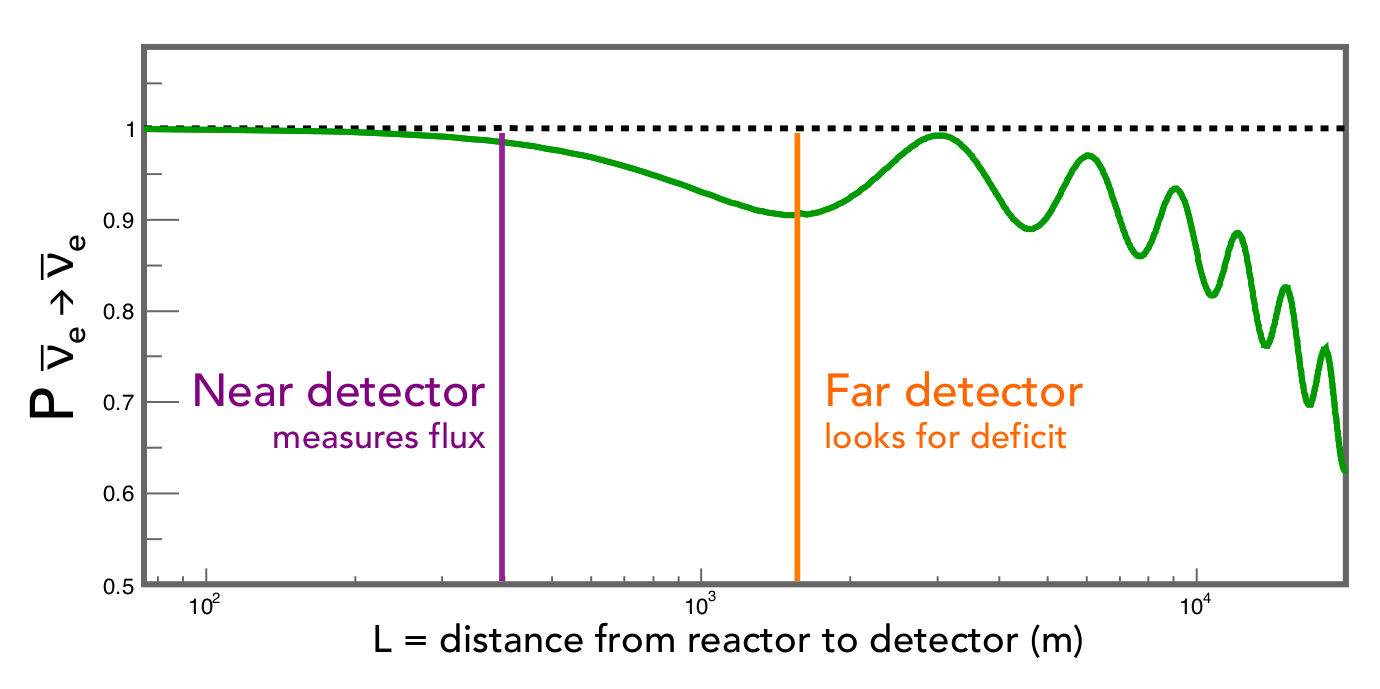 1
0.9
0.8
0.7
0.6
0.5
P ν̅e → ν̅e
Near detector
measures flux
Far detector
looks for deficit
10²
10³
10⁴
L = distance from reactor to detector (m)